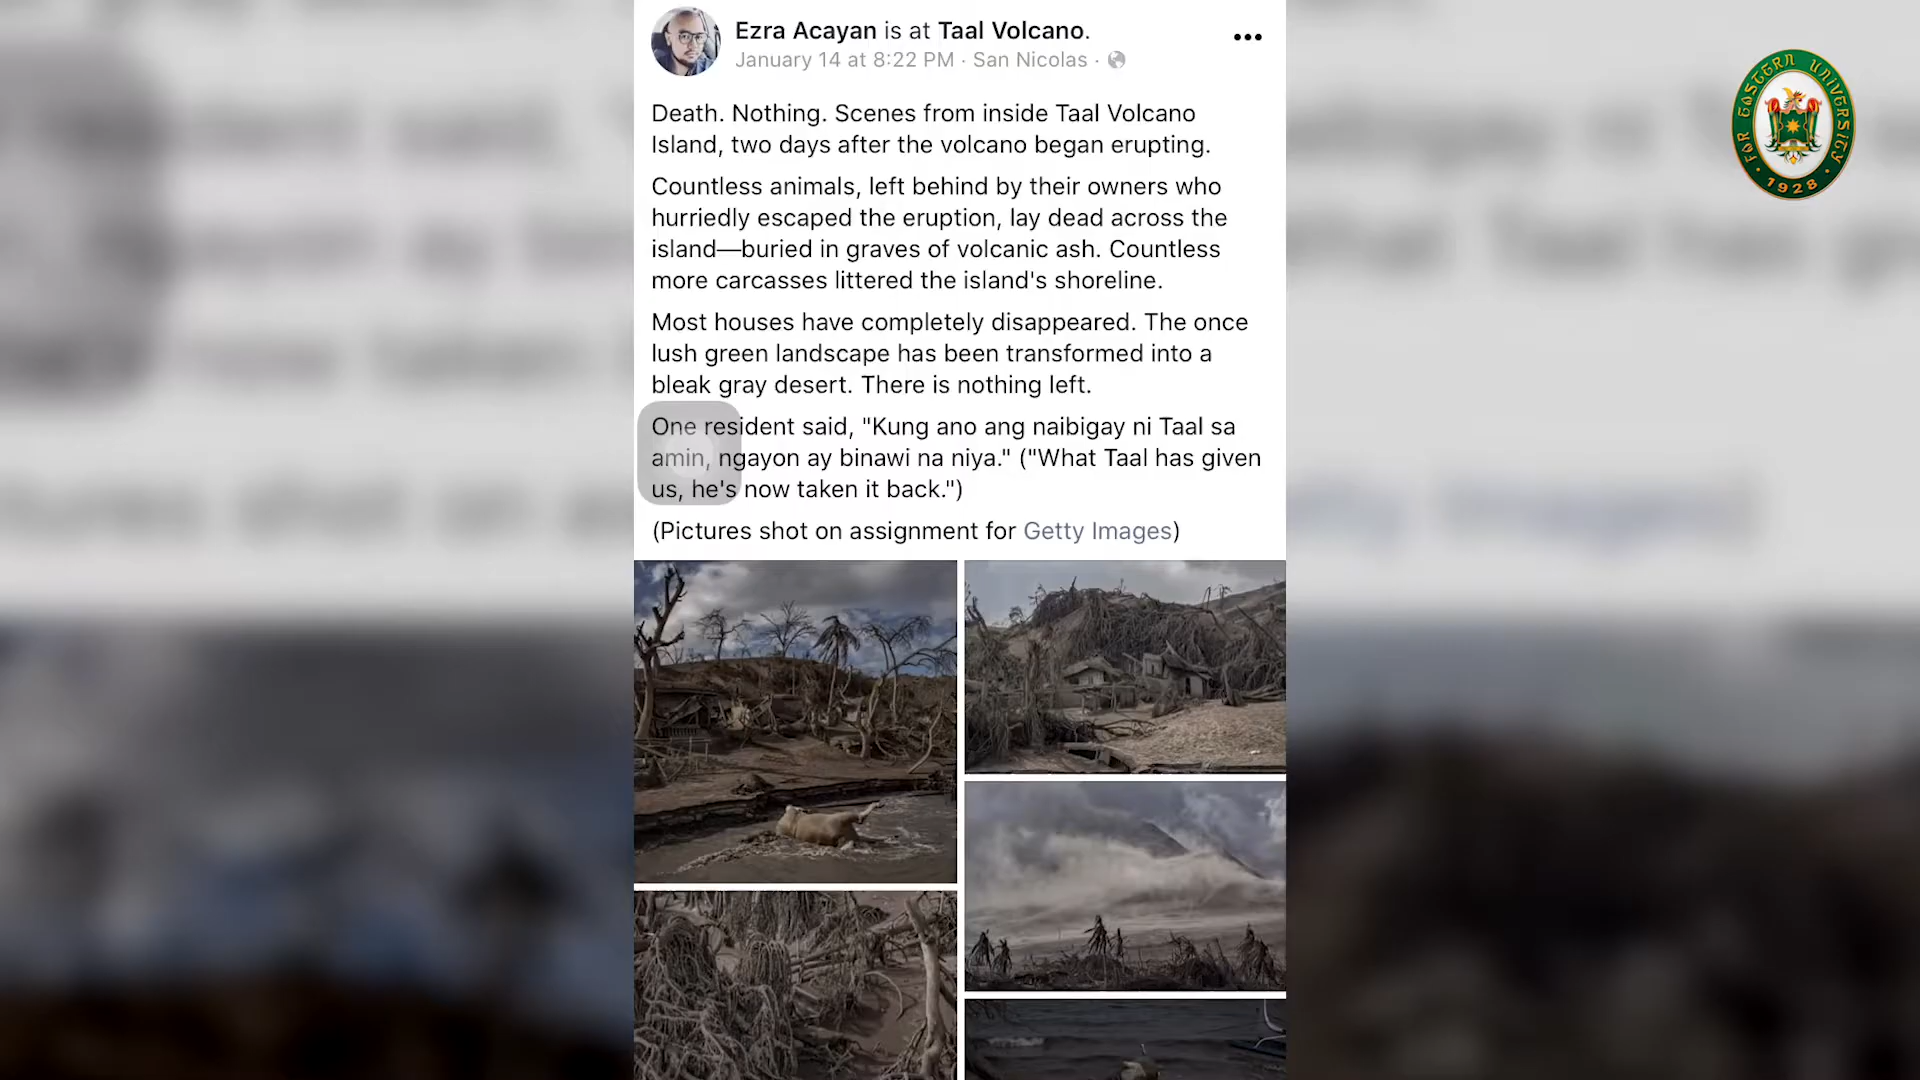 Ezra Acayan is at Taal Volcano.
January 14 at 8:22 PM · San Nicolas ·
Death. Nothing. Scenes from inside Taal Volcano
Island, two days after the volcano began erupting.
Countless animals, left behind by their owners who
hurriedly escaped the eruption, lay dead across the
island—buried in graves of volcanic ash. Countless
more carcasses littered the island's shoreline.
Most houses have completely disappeared. The once
lush green landscape has been transformed into a
bleak gray desert. There is nothing left.
One resident said, "Kung ano ang naibigay ni Taal sa
amin, ngayon ay binawi na niya." ("What Taal has given
us, he's now taken it back.")
(Pictures shot on assignment for Getty Images)
FAR EASTERN UNIVERSITY
1928